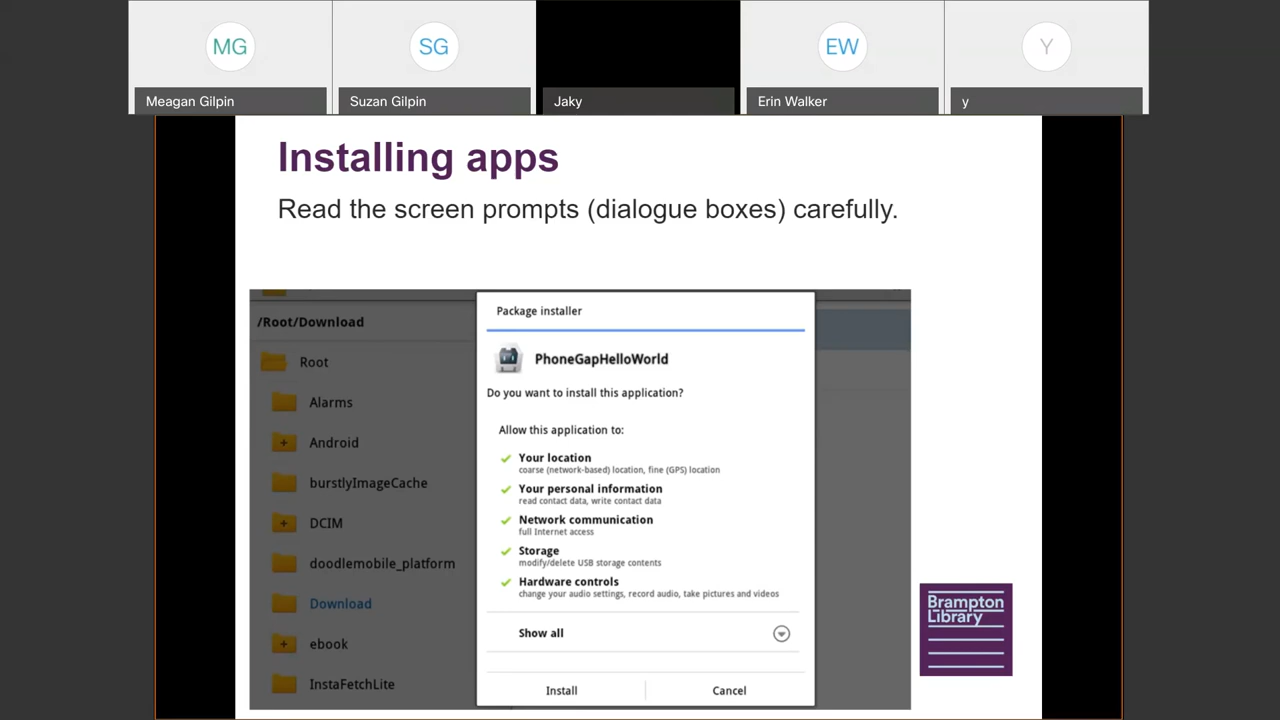 MG
SG
EW
Y
Meagan Gilpin
Suzan Gilpin
Jaky
Erin Walker
y
Installing apps
Read the screen prompts (dialogue boxes) carefully.
/Root/Download
Root
Alarms
Android
burstlyImageCache
DCIM
doodlemobile_platform
Download
ebook
InstaFetchLite
Package installer
PhoneGapHelloWorld
Do you want to install this application?
Allow this application to:
Your location
coarse (network-based) location, fine (GPS) location
Your personal information
read contact data, write contact data
Network communication
full Internet access
Storage
modify/delete USB storage contents
Hardware controls
change your audio settings, record audio, take pictures and videos
Show all
Install
Cancel
Brampton
Library